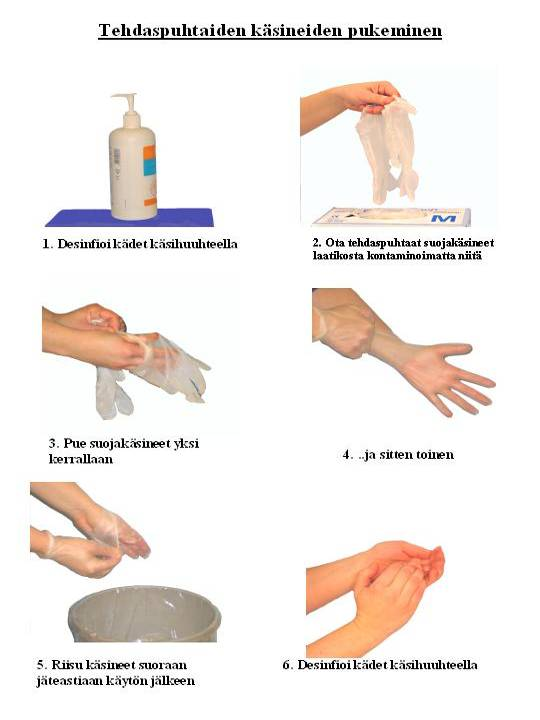 Tehdaspuhtaiden käsineiden pukeminen
1. Desinfioi kädet käsihuuhteella
2. Ota tehdaspuhtaat suojakäsineet
laatikosta kontaminoimatta niitä
M
3. Pue suojakäsineet yksi
kerrallaan
4. ..ja sitten toinen
5. Riisu käsineet suoraan
jäteastiaan käytön jälkeen
6. Desinfioi kädet käsihuuhteella